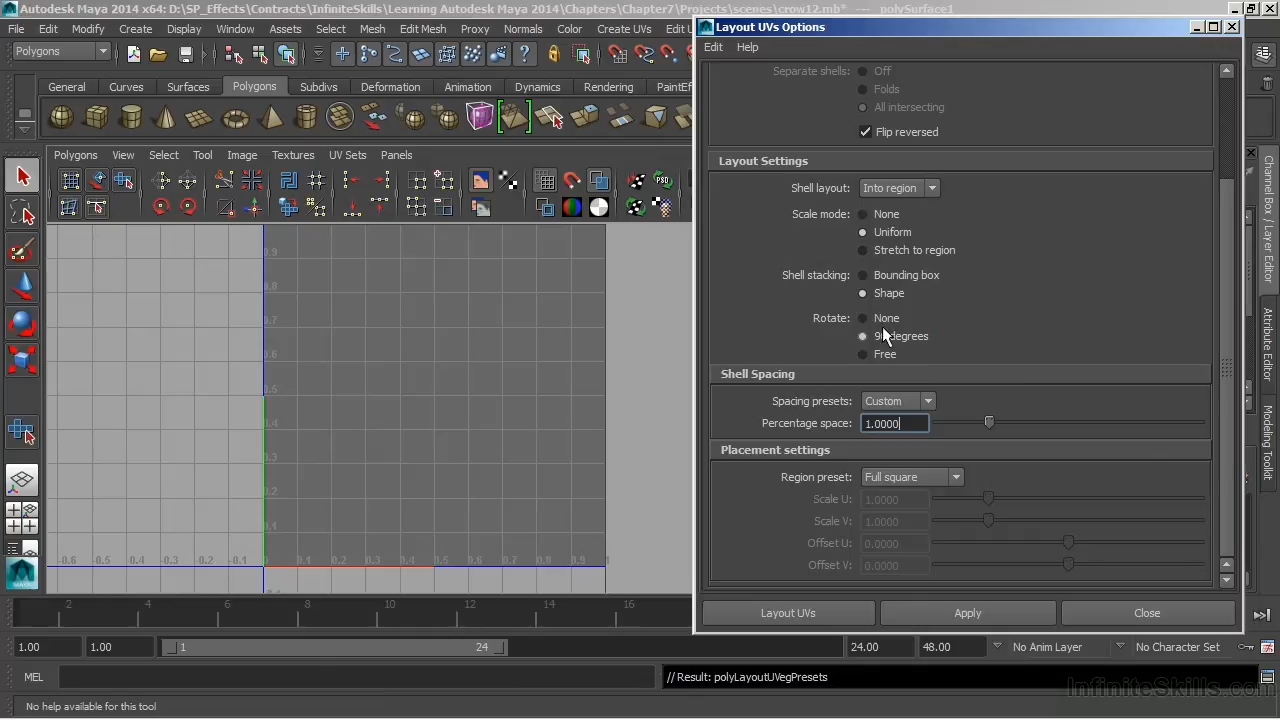 Autodesk Maya 2014 x64: D:\SP_Effects\Contracts\InfiniteSkills\Learning Autodesk Maya 2014\Chapters\Chapter7\Projects\scenes\crow12.mb* --- polySurface1
File Edit Modify Create Display Window Assets Select Mesh Edit Mesh Proxy Normals Color Create UVs Edit U
Polygons
General Curves Surfaces Polygons Subdivs Deformation Animation Dynamics Rendering PaintEf
Polygons View Select Tool Image Textures UV Sets Panels
PSD
0.9
0.8
0.7
0.6
0.5
0.4
0.3
0.2
0.1
-0.6 -0.5 -0.4 -0.3 -0.2 -0.1 0 0.1 0.2 0.3 0.4 0.5 0.6 0.7 0.8 0.9 1
Layout UVs Options
Edit Help
Separate shells: Off
Folds
All intersecting
Flip reversed
Layout Settings
Shell layout: Into region
Scale mode: None
Uniform
Stretch to region
Shell stacking: Bounding box
Shape
Rotate: None
degrees
Free
Shell Spacing
Spacing presets: Custom
Percentage space: 1.0000
Placement settings
Region preset: Full square
Scale U: 1.0000
Scale V: 1.0000
Offset U: 0.0000
Offset V: 0.0000
Layout UVs Apply Close
Channel Box / Layer Editor
Attribute Editor
Modeling Toolkit
2 4 6 8 10 12 14 16
1.00 1.00 1 24 24.00 48.00 No Anim Layer No Character Set
MEL // Result: polyLayoutUVegPresets
No help available for this tool
InfiniteSkills.com